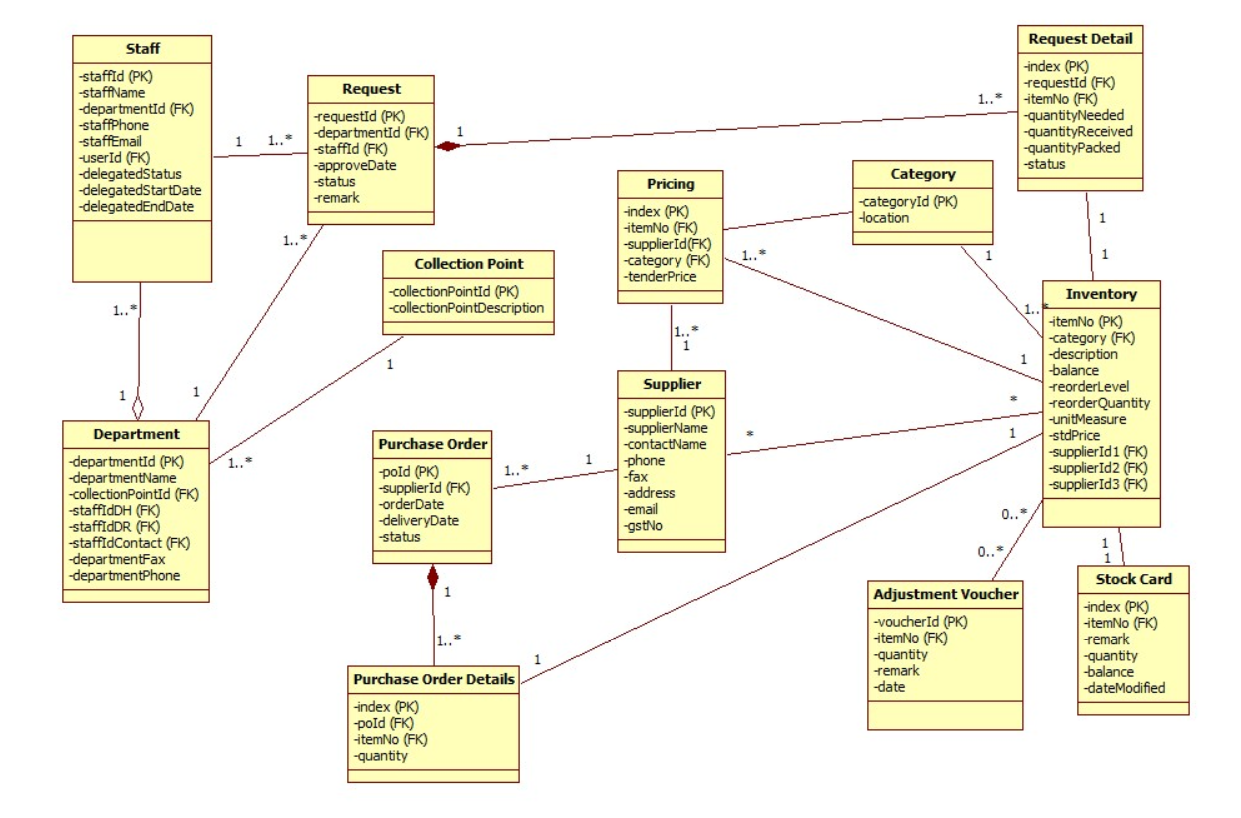 Staff
-staffId (PK)
-staffName
-departmentId (FK)
-staffPhone
-staffEmail
-userId (FK)
-delegatedStatus
-delegatedStartDate
-delegatedEndDate
Request
-requestId (PK)
-departmentId (FK)
-staffId (FK)
-approveDate
-status
-remark
Request Detail
-index (PK)
-requestId (FK)
-itemNo (FK)
-quantityNeeded
-quantityReceived
-quantityPacked
-status
1
1..*
1
1..*
Pricing
-index (PK)
-itemNo (FK)
-supplierId(FK)
-category (FK)
-tenderPrice
Category
-categoryId (PK)
-location
1
1
1..*
1..*
1
1..*
Collection Point
-collectionPointId (PK)
-collectionPointDescription
Inventory
-itemNo (PK)
-category (FK)
-description
-balance
-reorderLevel
-reorderQuantity
-unitMeasure
-stdPrice
-supplierId1 (FK)
-supplierId2 (FK)
-supplierId3 (FK)
1..*
1..*
1
1
1
1
1
*
*
1
Department
-departmentId (PK)
-departmentName
-collectionPointId (FK)
-staffIdDH (FK)
-staffIdDR (FK)
-staffIdContact (FK)
-departmentFax
-departmentPhone
1..*
Purchase Order
-poId (PK)
-supplierId (FK)
-orderDate
-deliveryDate
-status
1..*
1
Supplier
-supplierId (PK)
-supplierName
-contactName
-phone
-fax
-address
-email
-gstNo
0..*
0..*
1
1
1
1..*
1
Purchase Order Details
-index (PK)
-poId (FK)
-itemNo (FK)
-quantity
Adjustment Voucher
-voucherId (PK)
-itemNo (FK)
-quantity
-remark
-date
Stock Card
-index (PK)
-itemNo (FK)
-remark
-quantity
-balance
-dateModified